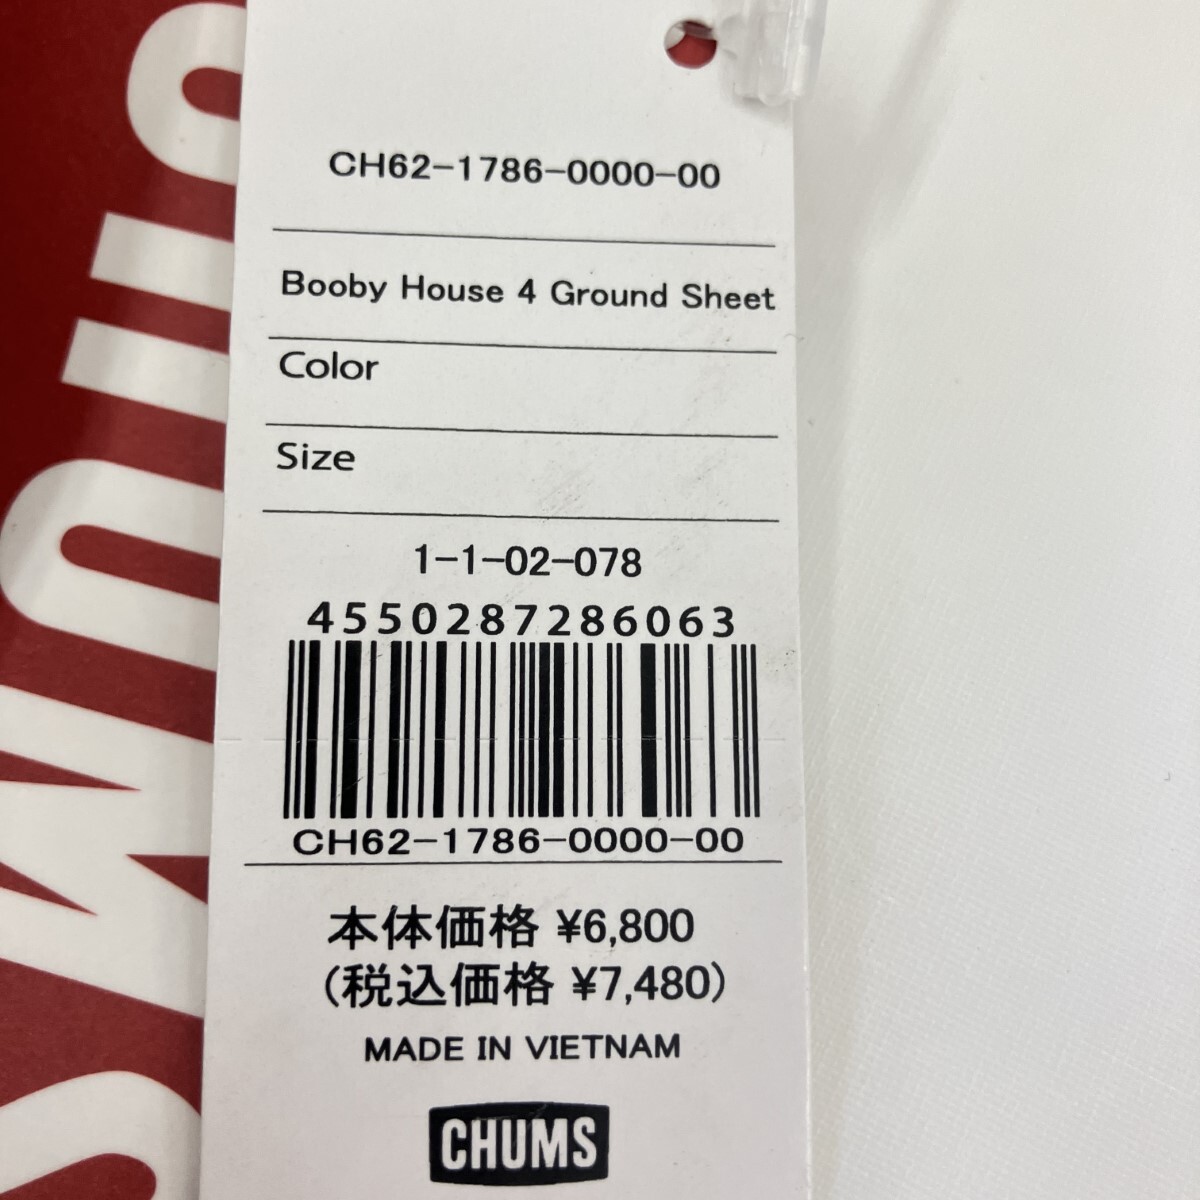 CH62-1786-0000-00
Booby House 4 Ground Sheet
Color
Size
1-1-02-078
4550287286063
CH62-1786-0000-00
本体価格 ¥6,800
(税込価格 ¥7,480)
MADE IN VIETNAM
CHUMS
CHUMS